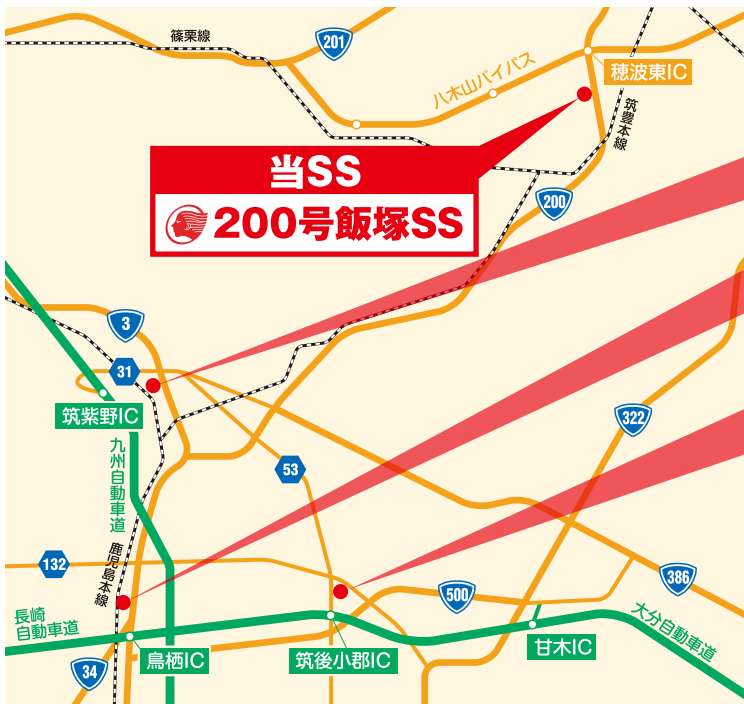 篠栗線
201
八木山バイパス
穂波東IC
筑豊本線
当SS
200号飯塚SS
200
3
31
筑紫野IC
322
九州自動車道
53
鹿児島本線
132
500
386
長崎
自動車道
大分自動車道
34
鳥栖IC
筑後小郡IC
甘木IC